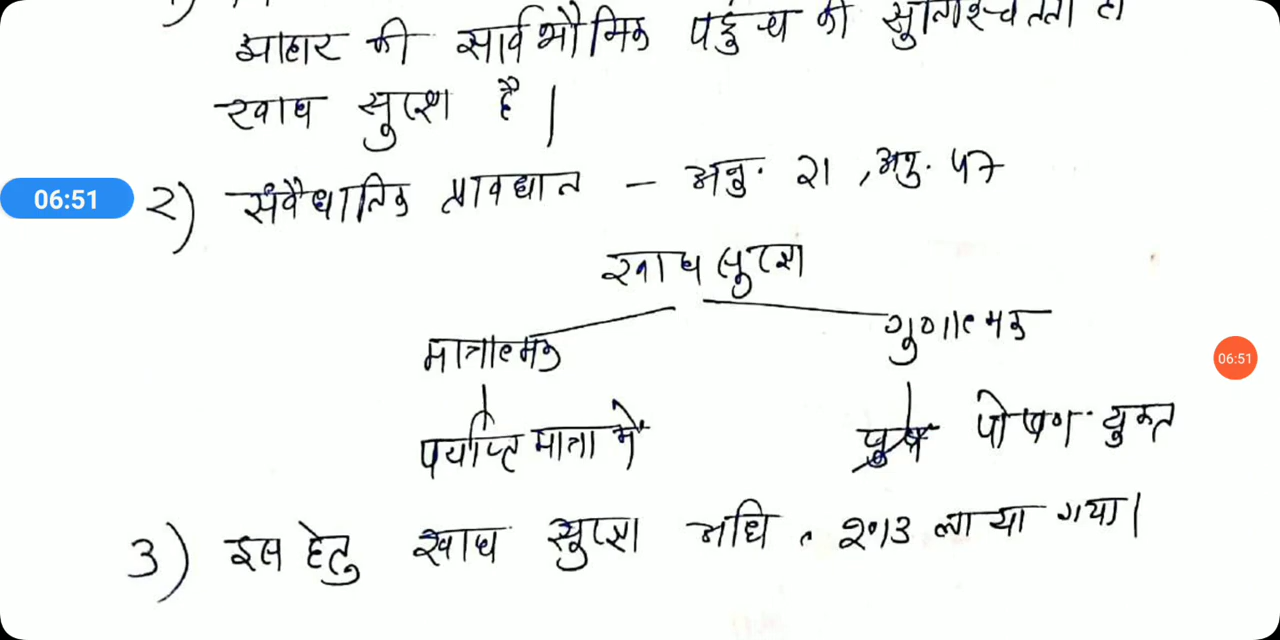 आहार की सार्वभौमिक पहुंच की सुनिश्चितता ही
खाद्य सुरक्षा है |
06:51
2) संवैधानिक प्रावधान - अनु. 21, अनु. 47
खाद्य सुरक्षा
मात्रात्मक गुणात्मक
पर्याप्त मात्रा में पोषण युक्त
06:51
3) इस हेतु खाद्य सुरक्षा अधि. 2013 लाया गया|